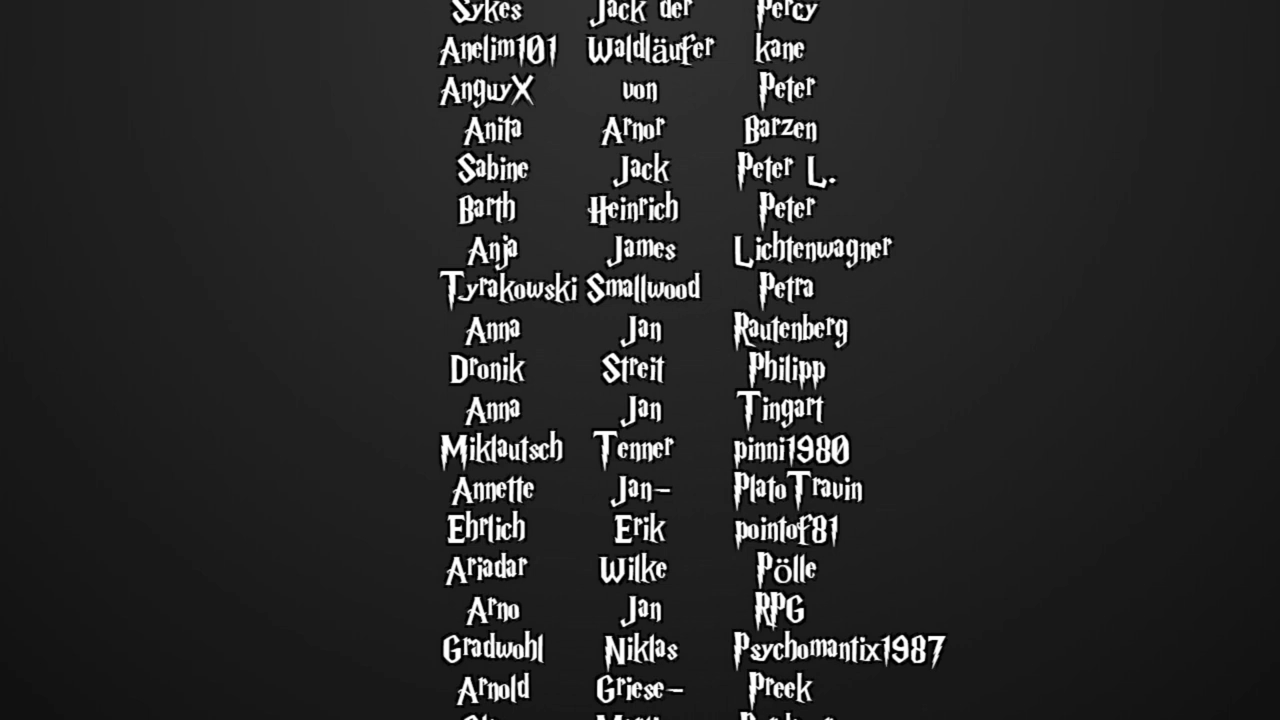 Sykes
Anelim101
AnguyX
Anita
Sabine
Barth
Anja
Tyrakowski
Anna
Dronik
Anna
Miklautsch
Annette
Ehrlich
Ariadar
Arno
Gradwohl
Arnold
Jack der
Waldläufer
von
Arnor
Jack
Heinrich
James
Smallwood
Jan
Streit
Jan
Tenner
Jan-
Erik
Wilke
Jan
Niklas
Griese-
Percy
kane
Peter
Barzen
Peter L.
Peter
Lichtenwagner
Petra
Rautenberg
Philipp
Tingart
pinni1980
PlatoTravin
pointof81
Pölle
RPG
Psychomantix1987
Preek